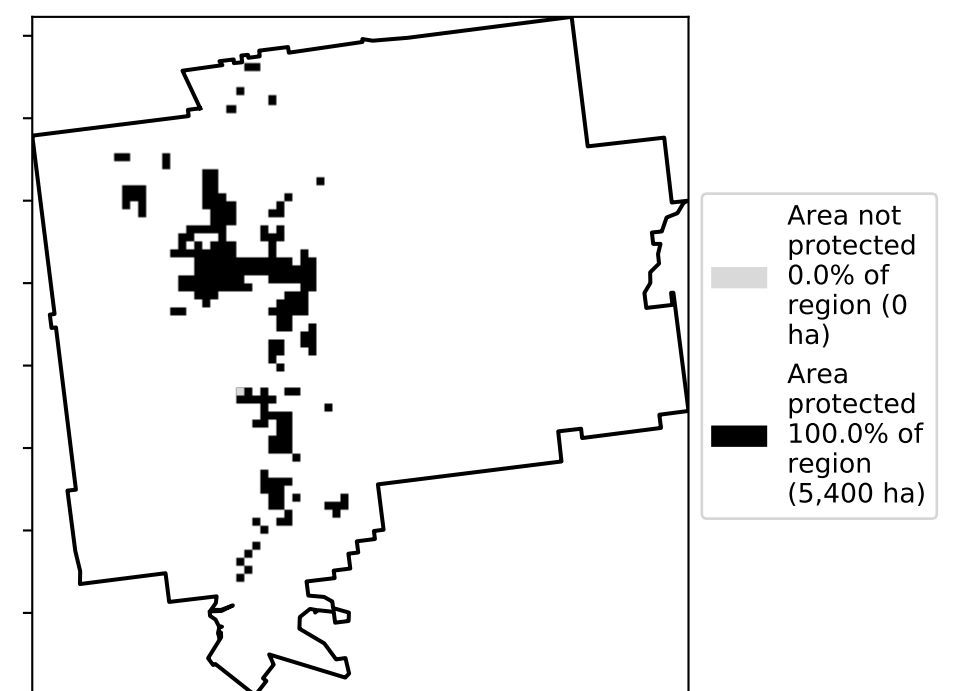 Area not
protected
0.0% of
region (0
ha)
Area
protected
100.0% of
region
(5,400 ha)